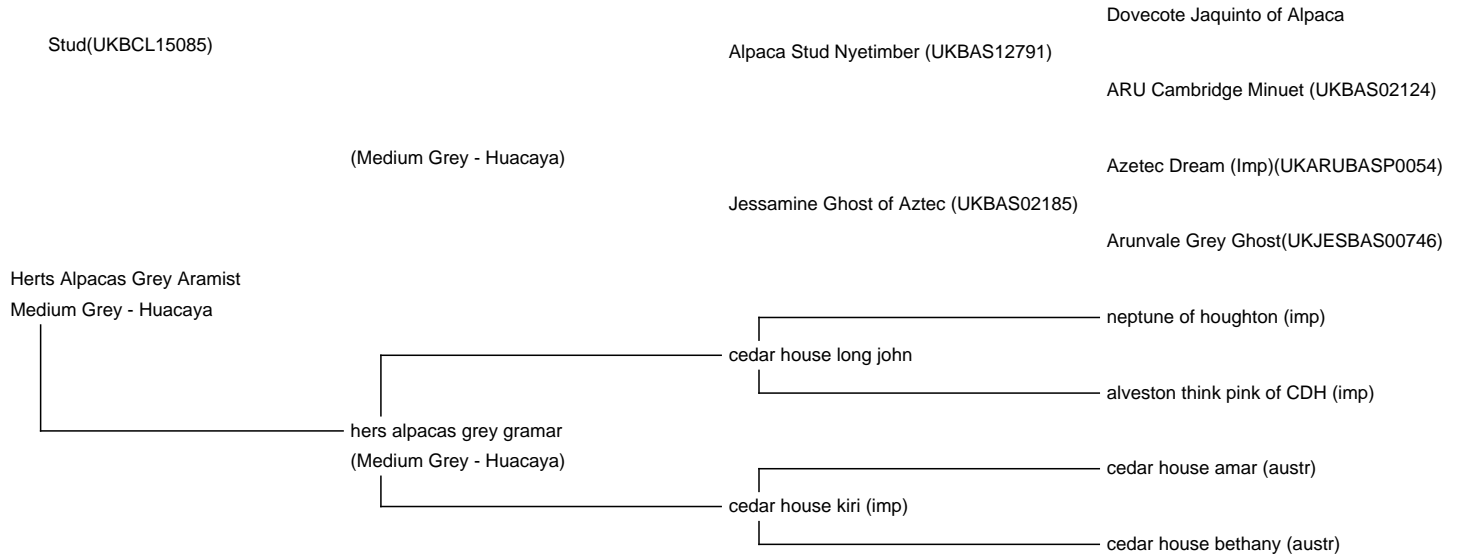 Dovecote Jaquinto of Alpaca
Stud(UKBCL15085)
Alpaca Stud Nyetimber (UKBAS12791)
ARU Cambridge Minuet (UKBAS02124)
(Medium Grey - Huacaya)
Azetec Dream (Imp)(UKARUBASP0054)
Jessamine Ghost of Aztec (UKBAS02185)
Arunvale Grey Ghost(UKJESBAS00746)
Herts Alpacas Grey Aramist
Medium Grey - Huacaya
neptune of houghton (imp)
cedar house long john
alveston think pink of CDH (imp)
hers alpacas grey gramar
(Medium Grey - Huacaya)
cedar house amar (austr)
cedar house kiri (imp)
cedar house bethany (austr)